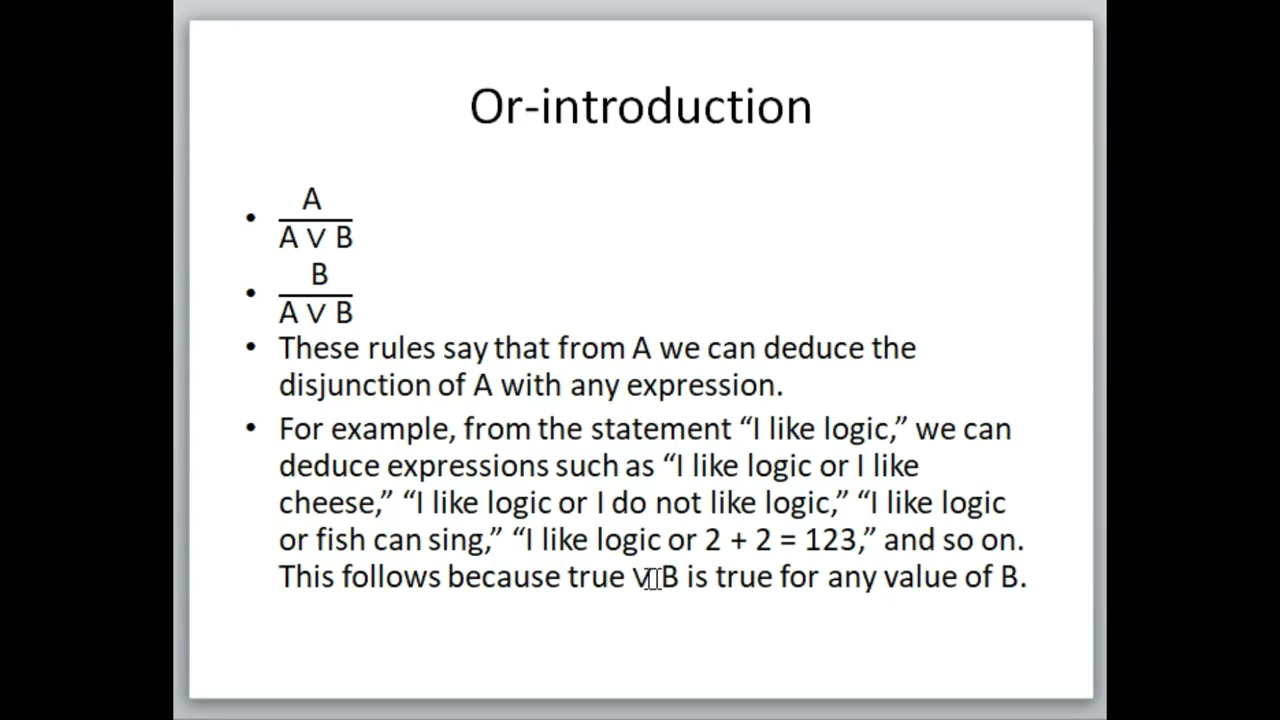 Or-introduction
• A
A ∨ B
• B
A ∨ B
• These rules say that from A we can deduce the
disjunction of A with any expression.
• For example, from the statement “I like logic,” we can
deduce expressions such as “I like logic or I like
cheese,” “I like logic or I do not like logic,” “I like logic
or fish can sing,” “I like logic or 2 + 2 = 123,” and so on.
This follows because true ∨ B is true for any value of B.